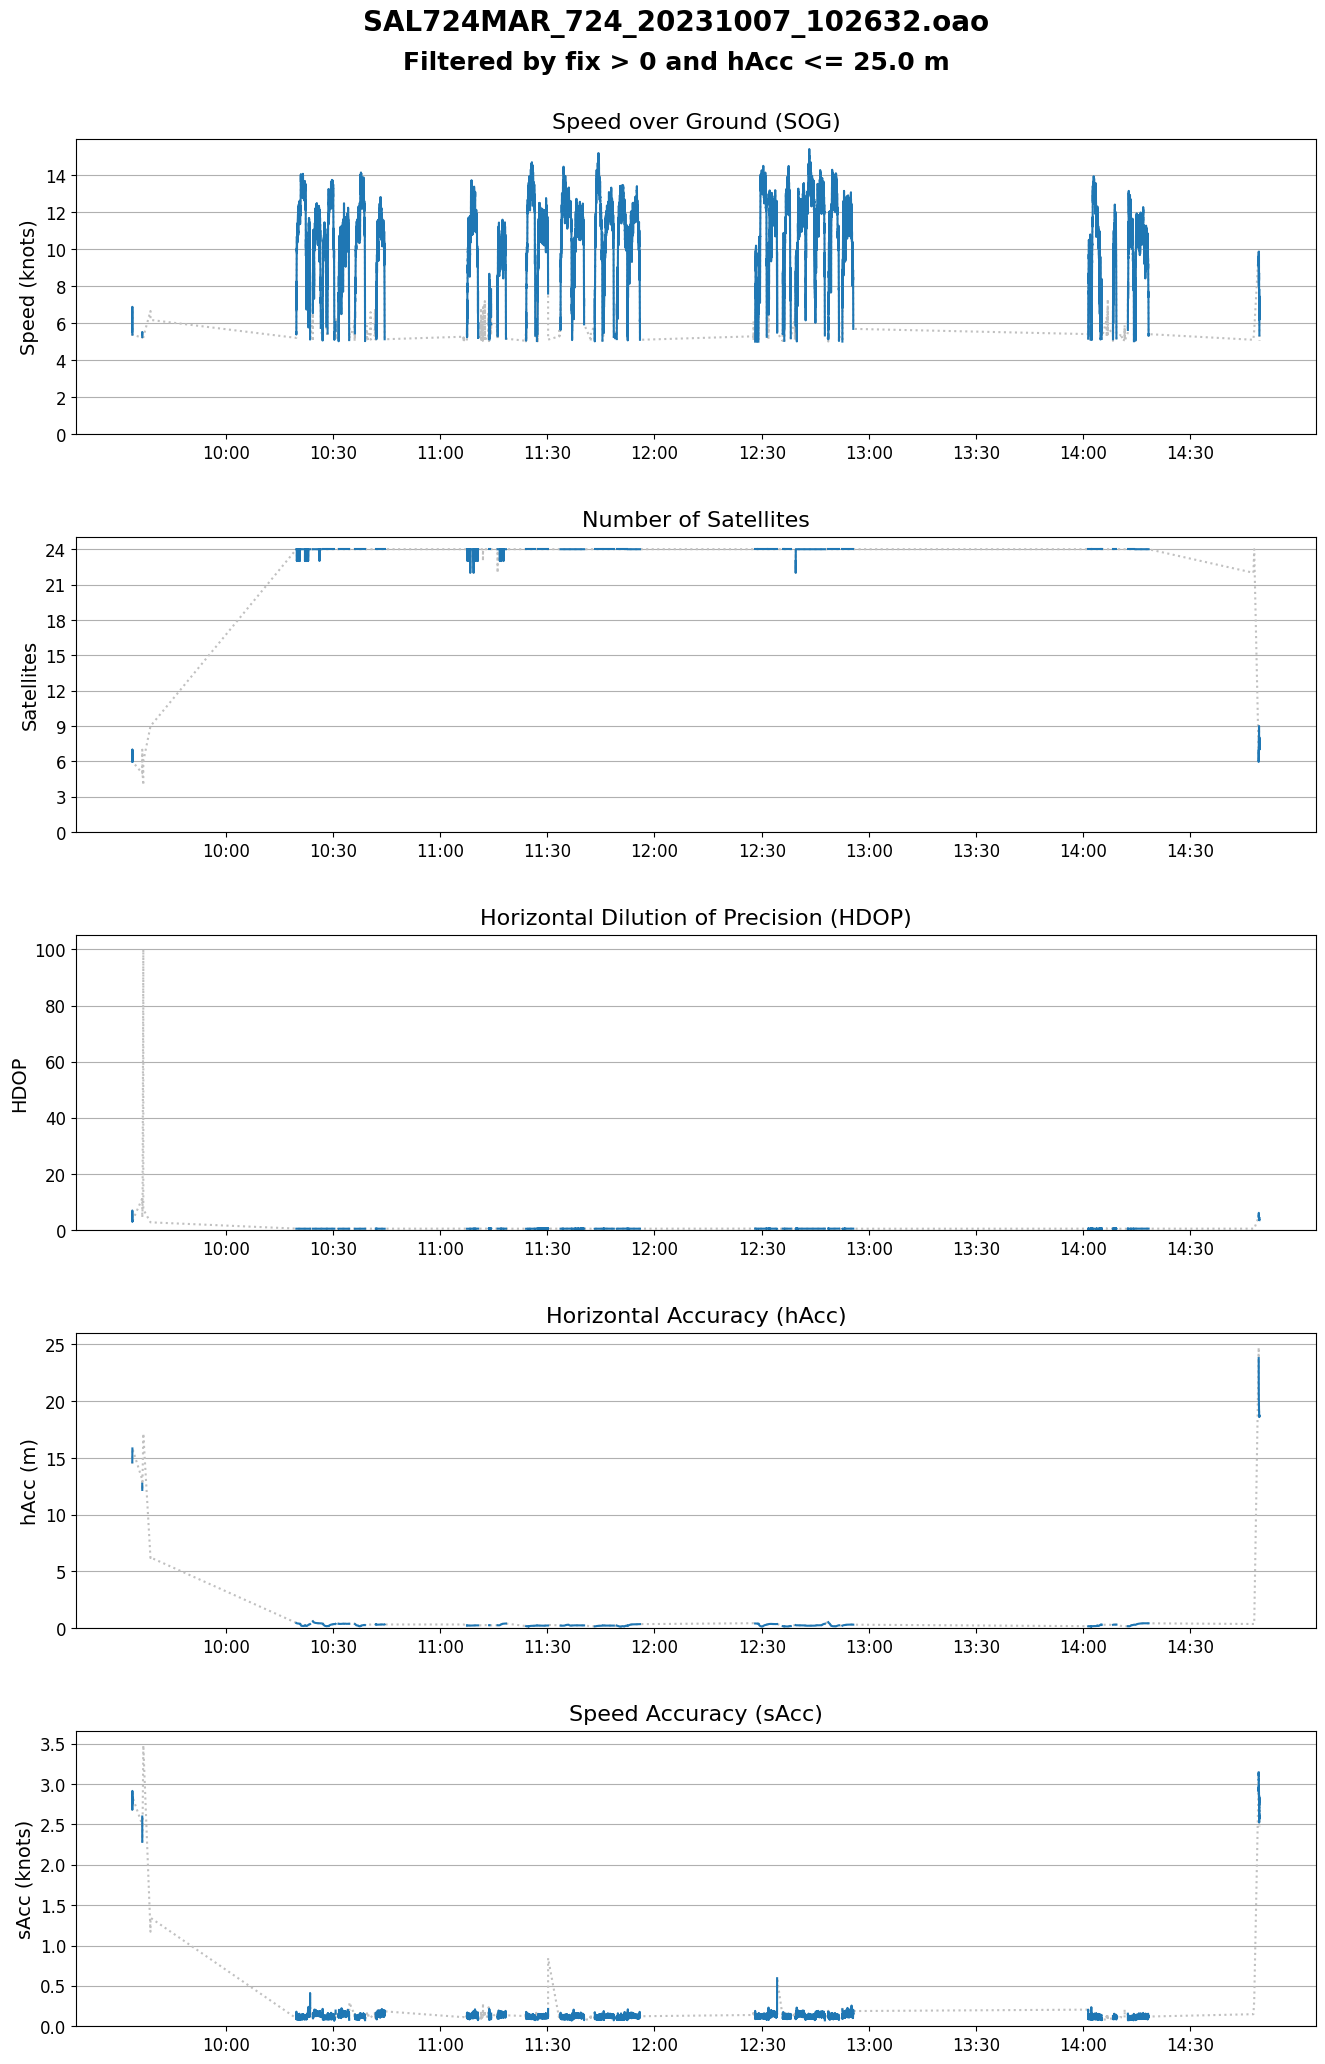 SAL724MAR_724_20231007_102632.oao
Filtered by fix > 0 and hAcc <= 25.0 m
Speed over Ground (SOG)
Speed (knots)
14
12
10
8
6
4
2
0
10:00 10:30 11:00 11:30 12:00 12:30 13:00 13:30 14:00 14:30
Number of Satellites
Satellites
24
21
18
15
12
9
6
3
0
10:00 10:30 11:00 11:30 12:00 12:30 13:00 13:30 14:00 14:30
Horizontal Dilution of Precision (HDOP)
HDOP
100
80
60
40
20
0
10:00 10:30 11:00 11:30 12:00 12:30 13:00 13:30 14:00 14:30
Horizontal Accuracy (hAcc)
hAcc (m)
25
20
15
10
5
0
10:00 10:30 11:00 11:30 12:00 12:30 13:00 13:30 14:00 14:30
Speed Accuracy (sAcc)
sAcc (knots)
3.5
3.0
2.5
2.0
1.5
1.0
0.5
0.0
10:00 10:30 11:00 11:30 12:00 12:30 13:00 13:30 14:00 14:30